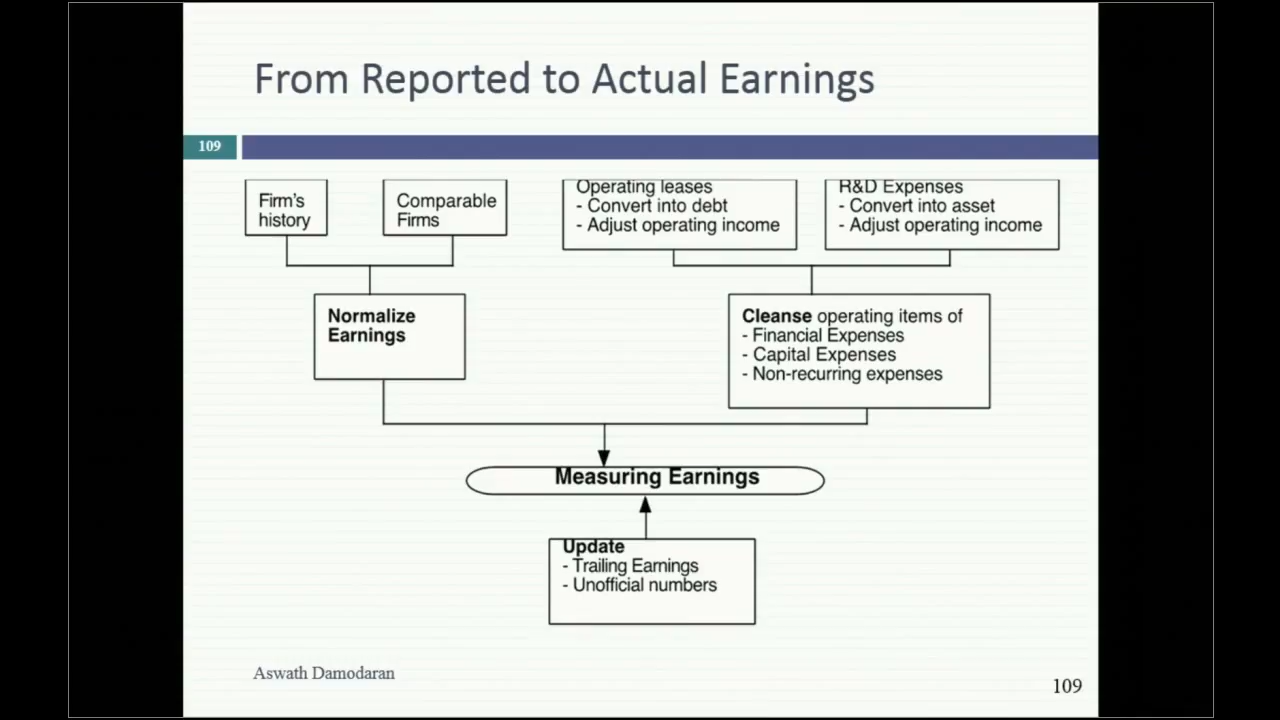 From Reported to Actual Earnings
109
Firm's
history
Comparable
Firms
Operating leases
- Convert into debt
- Adjust operating income
R&D Expenses
- Convert into asset
- Adjust operating income
Normalize
Earnings
Cleanse operating items of
- Financial Expenses
- Capital Expenses
- Non-recurring expenses
Measuring Earnings
Update
- Trailing Earnings
- Unofficial numbers
Aswath Damodaran
109